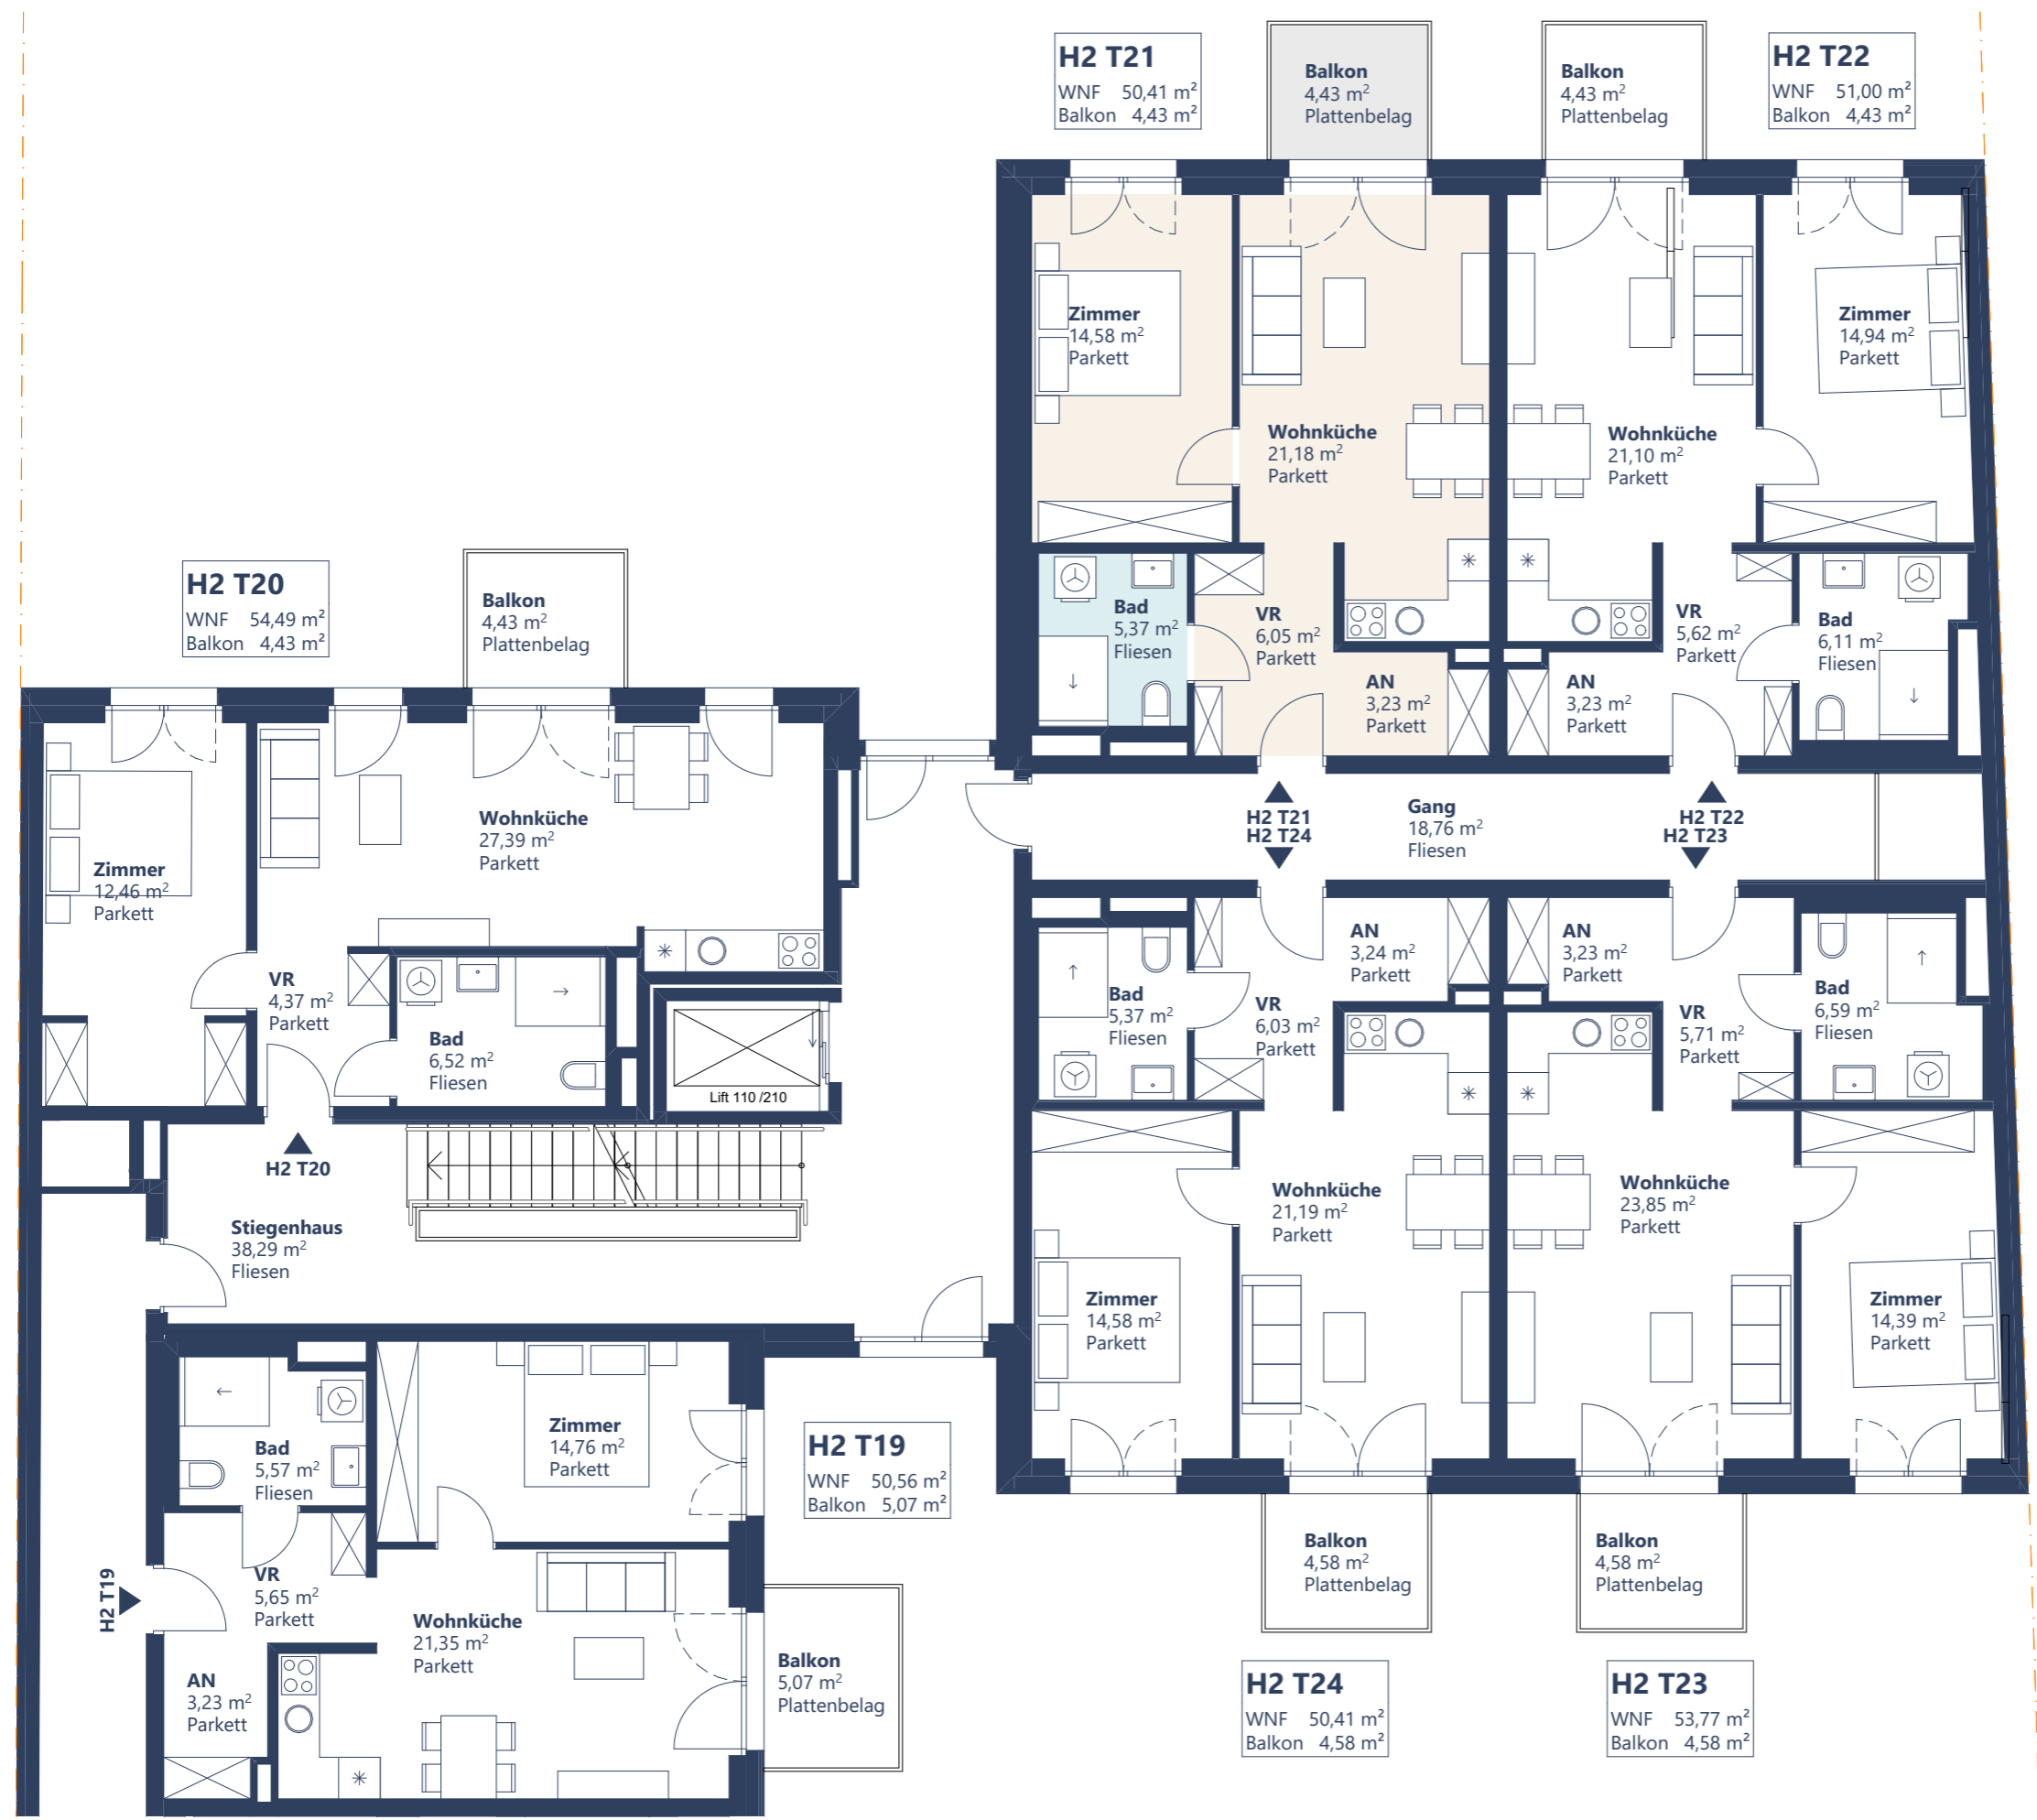 H2 T21
WNF 50,41 m²
Balkon 4,43 m²
Balkon
4,43 m²
Plattenbelag
Balkon
4,43 m²
Plattenbelag
H2 T22
WNF 51,00 m²
Balkon 4,43 m²
Zimmer
14,58 m²
Parkett
Wohnküche
21,18 m²
Parkett
Wohnküche
21,10 m²
Parkett
Zimmer
14,94 m²
Parkett
Bad
5,37 m²
Fliesen
VR
6,05 m²
Parkett
AN
3,23 m²
Parkett
AN
3,23 m²
Parkett
VR
5,62 m²
Parkett
Bad
6,11 m²
Fliesen
H2 T20
WNF 54,49 m²
Balkon 4,43 m²
Balkon
4,43 m²
Plattenbelag
Zimmer
12,46 m²
Parkett
Wohnküche
27,39 m²
Parkett
VR
4,37 m²
Parkett
Bad
6,52 m²
Fliesen
Lift 110 /210
H2 T20
Stiegenhaus
38,29 m²
Fliesen
H2 T21
H2 T24
Gang
18,76 m²
Fliesen
H2 T22
H2 T23
Bad
5,37 m²
Fliesen
VR
6,03 m²
Parkett
AN
3,24 m²
Parkett
AN
3,23 m²
Parkett
VR
5,71 m²
Parkett
Bad
6,59 m²
Fliesen
Zimmer
14,58 m²
Parkett
Wohnküche
21,19 m²
Parkett
Wohnküche
23,85 m²
Parkett
Zimmer
14,39 m²
Parkett
Bad
5,57 m²
Fliesen
Zimmer
14,76 m²
Parkett
H2 T19
WNF 50,56 m²
Balkon 5,07 m²
H2 T19
VR
5,65 m²
Parkett
Wohnküche
21,35 m²
Parkett
AN
3,23 m²
Parkett
Balkon
5,07 m²
Plattenbelag
Balkon
4,58 m²
Plattenbelag
Balkon
4,58 m²
Plattenbelag
H2 T24
WNF 50,41 m²
Balkon 4,58 m²
H2 T23
WNF 53,77 m²
Balkon 4,58 m²